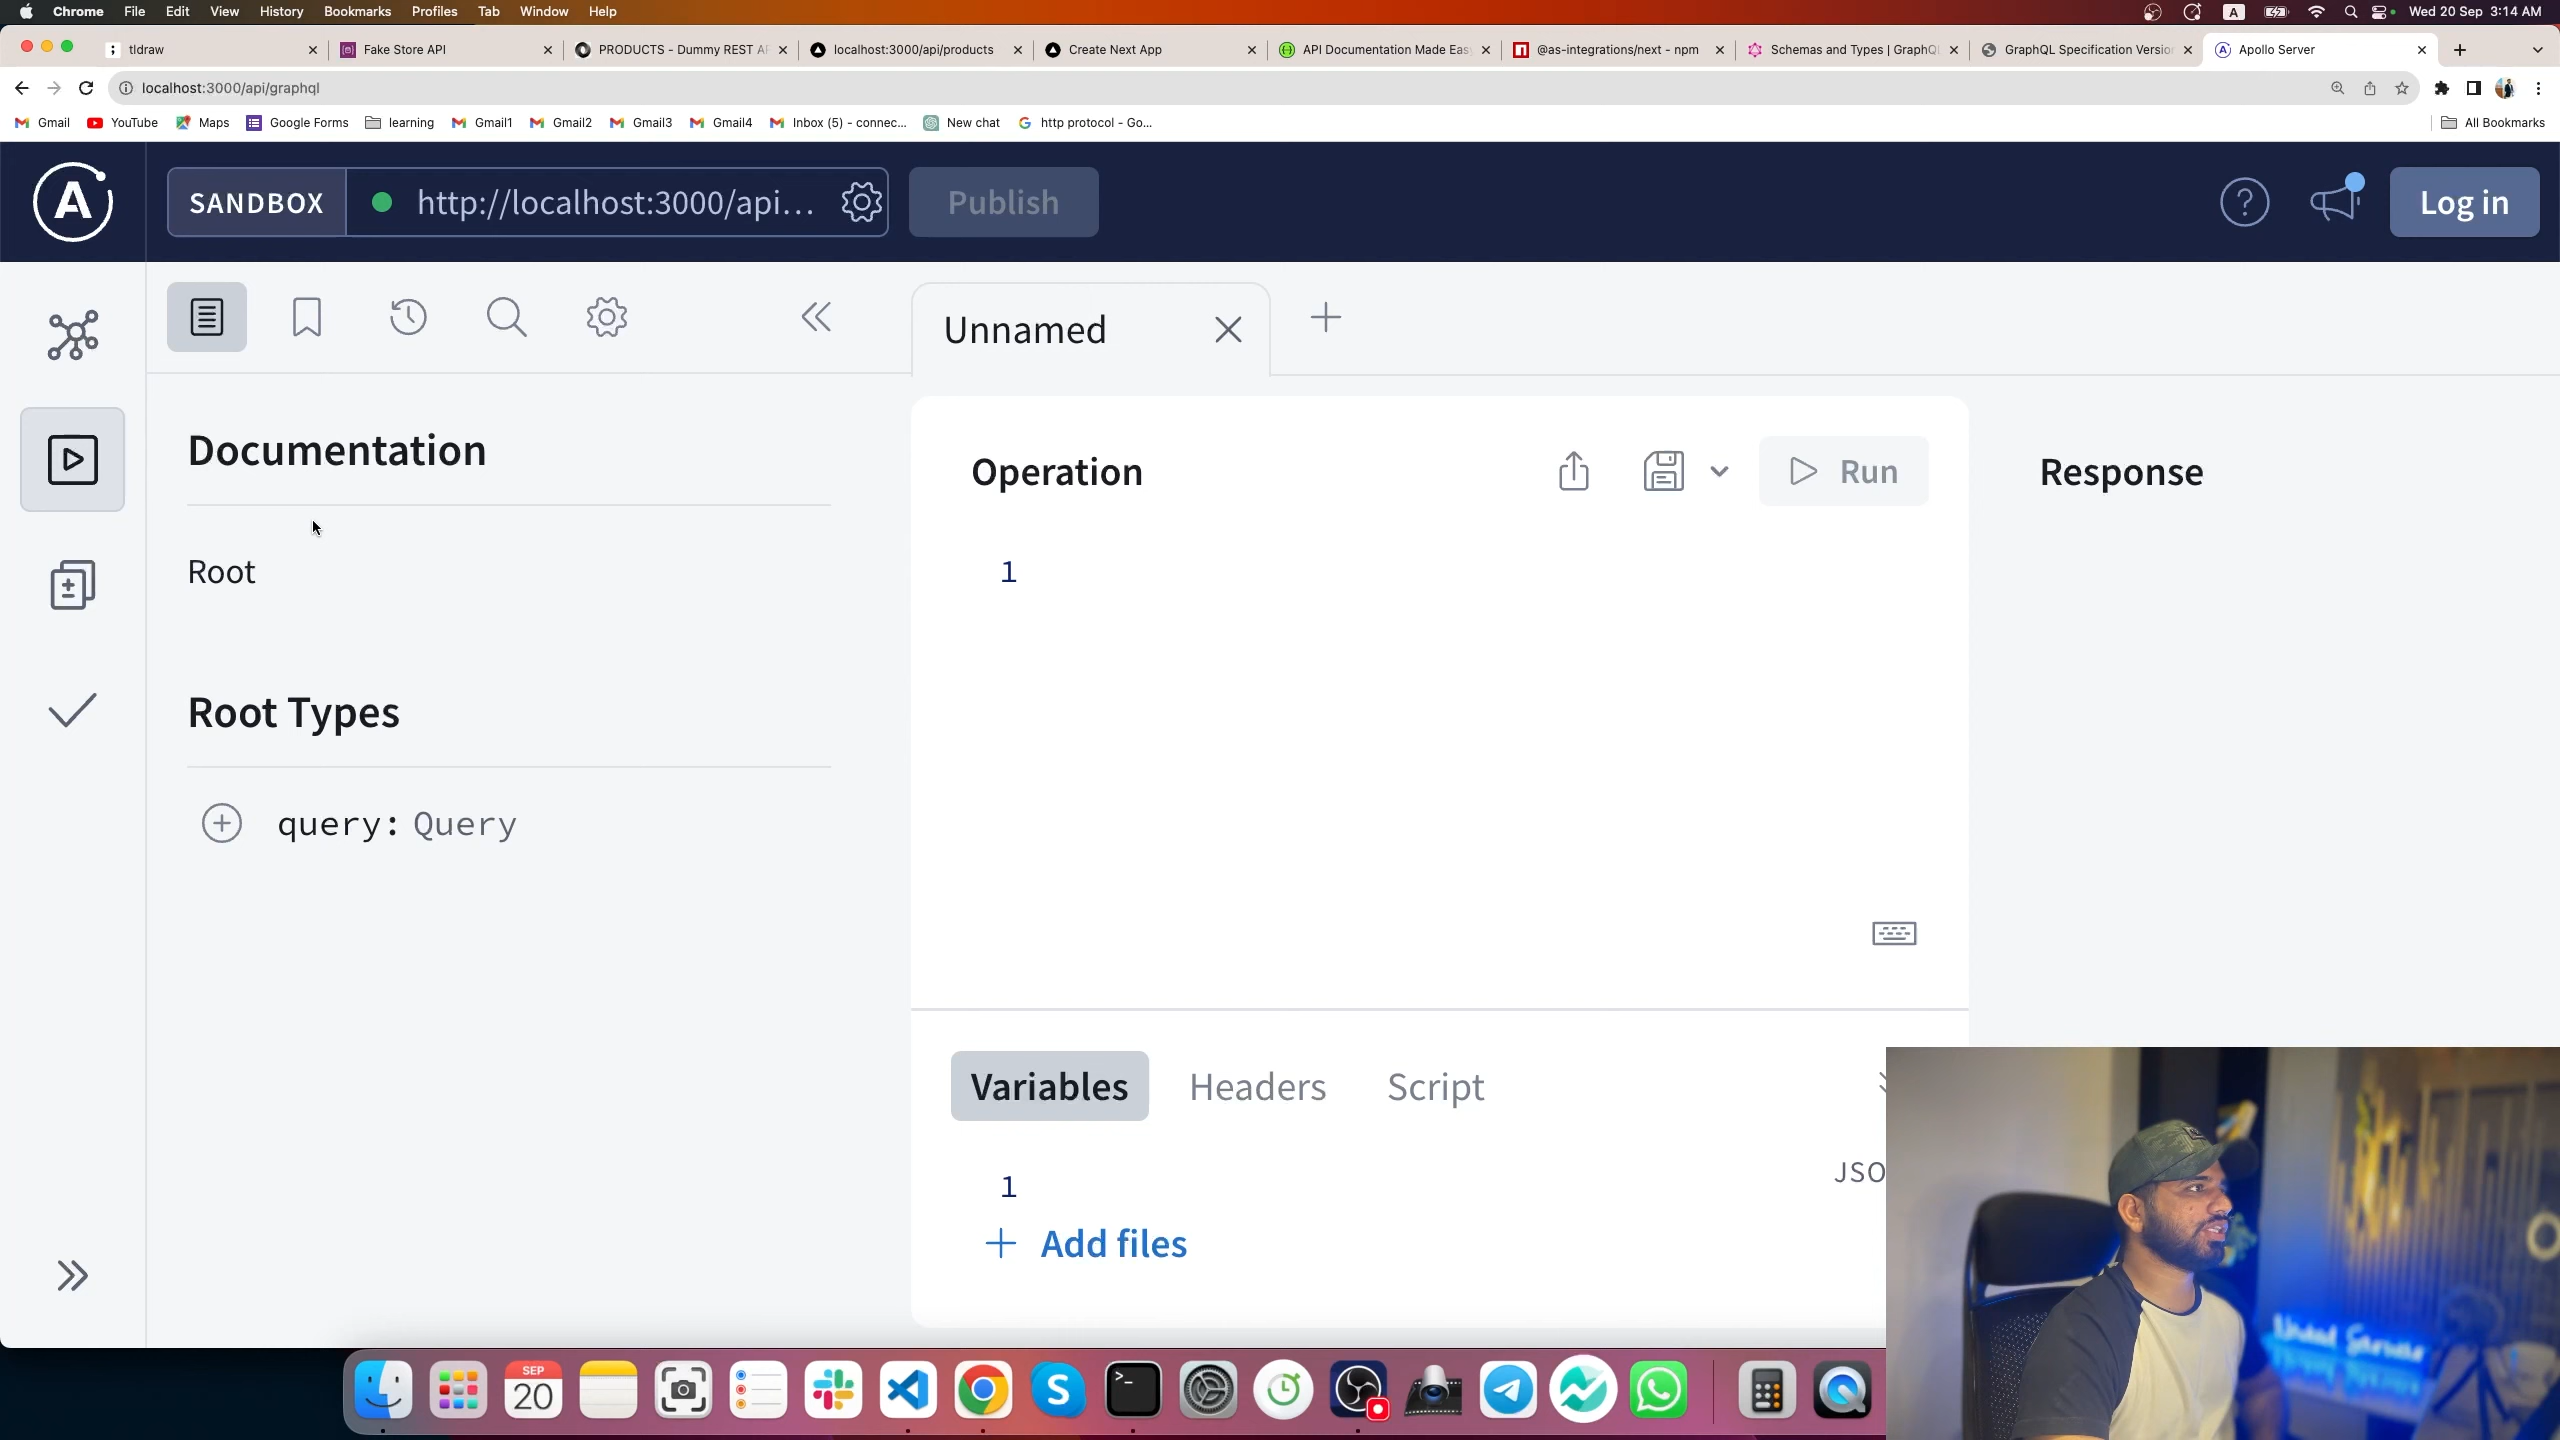 Chrome File Edit View History Bookmarks Profiles Tab Window Help A Wed 20 Sep 3:14 AM
tldraw Fake Store API PRODUCTS - Dummy REST AF localhost:3000/api/products Create Next App API Documentation Made Easy @as-integrations/next - npm Schemas and Types | GraphQL GraphQL Specification Version Apollo Server
localhost:3000/api/graphql
Gmail YouTube Maps Google Forms learning Gmail1 Gmail2 Gmail3 Gmail4 Inbox (5) - connec... New chat http protocol - Go... All Bookmarks
SANDBOX http://localhost:3000/api... Publish Log in
Unnamed
Documentation
Operation Run Response
Root
1
Root Types
query: Query
Variables Headers Script
JSO
1
Add files
SEP
20